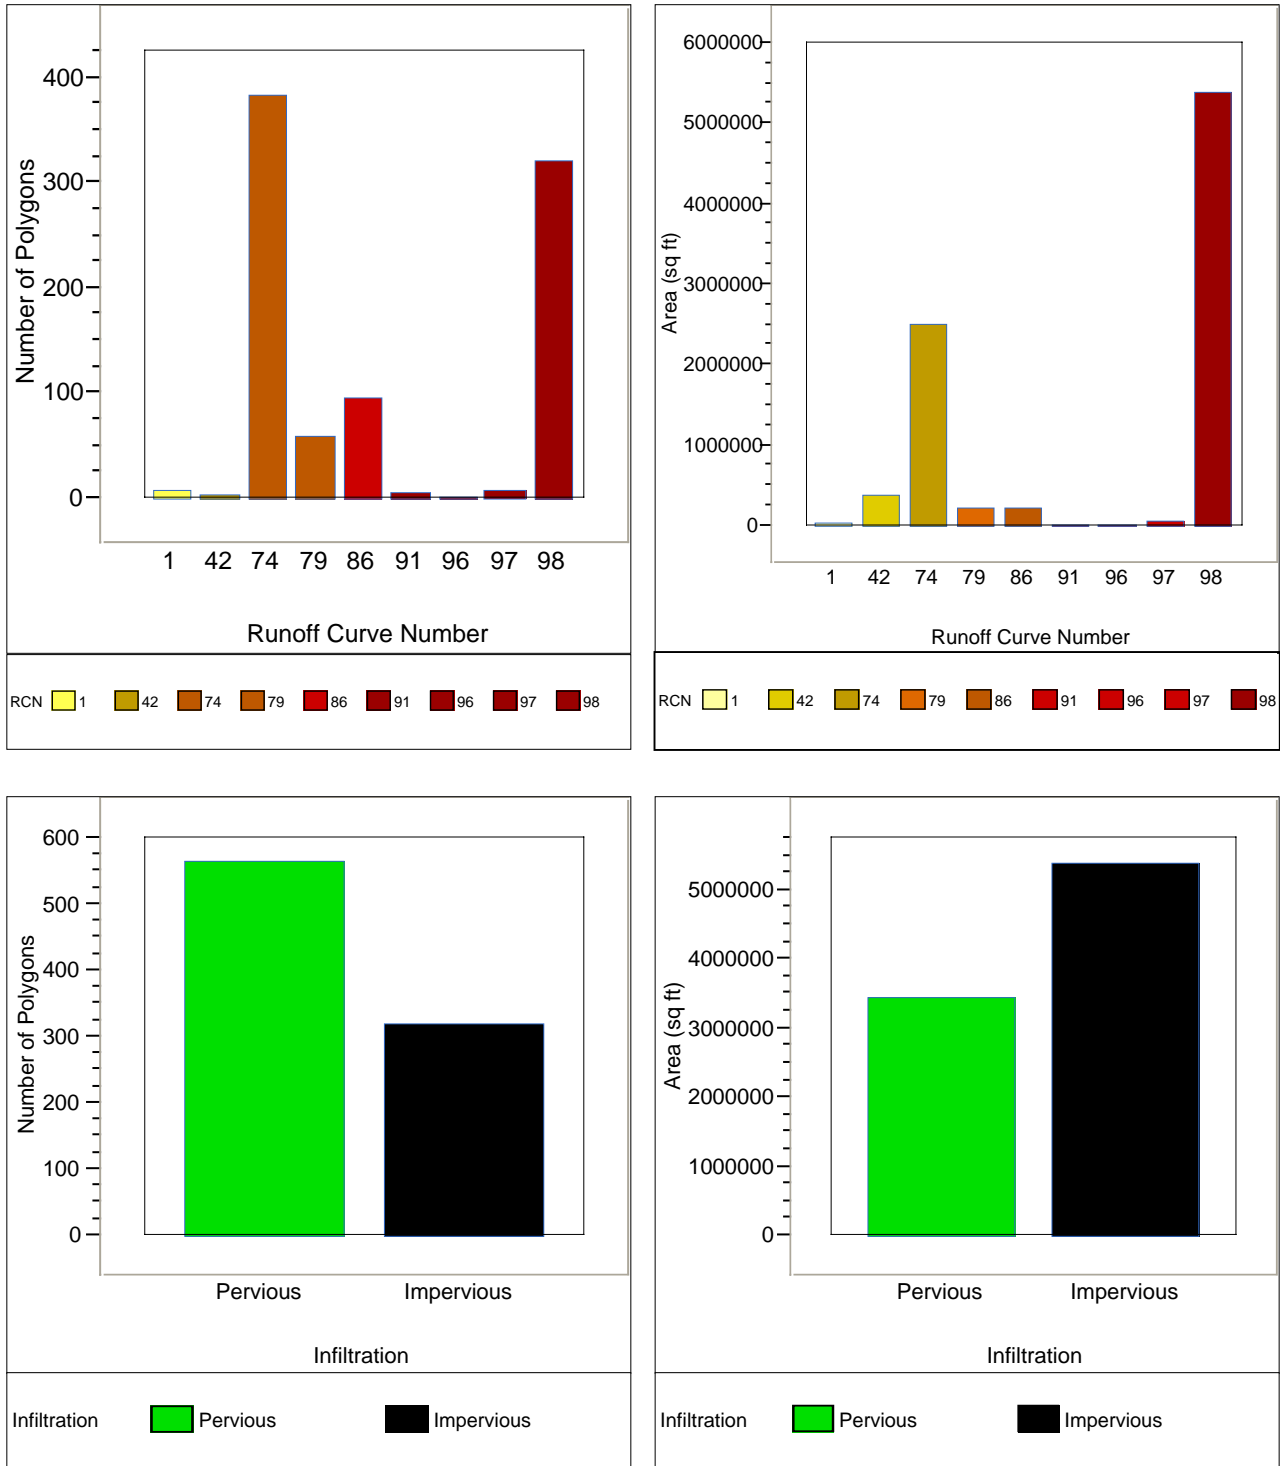 Number of Polygons
400
300
200
100
0
1 42 74 79 86 91 96 97 98
Runoff Curve Number
RCN 1 42 74 79 86 91 96 97 98
Area (sq ft)
6000000
5000000
4000000
3000000
2000000
1000000
0
1 42 74 79 86 91 96 97 98
Runoff Curve Number
RCN 1 42 74 79 86 91 96 97 98
Number of Polygons
600
500
400
300
200
100
0
Pervious Impervious
Infiltration
Infiltration Pervious Impervious
Area (sq ft)
5000000
4000000
3000000
2000000
1000000
0
Pervious Impervious
Infiltration
Infiltration Pervious Impervious